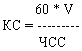 60 * V
КС = ---------
ЧСС